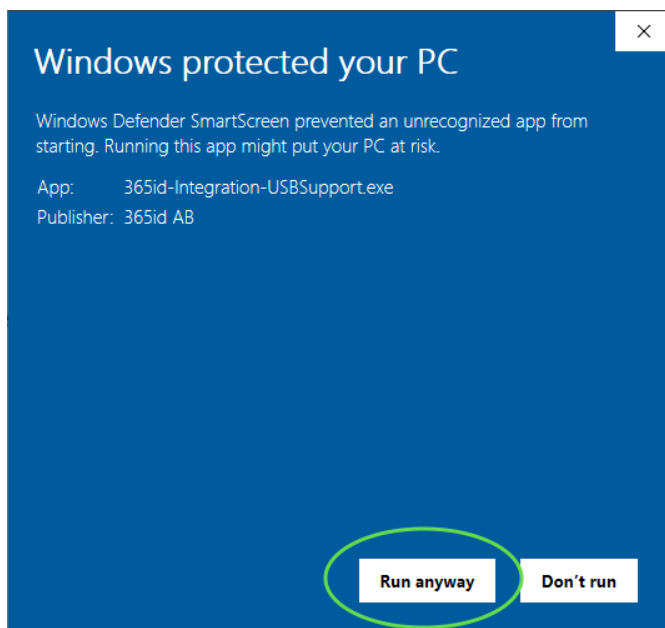 Windows protected your PC
Windows Defender SmartScreen prevented an unrecognized app from
starting. Running this app might put your PC at risk.
App: 365id-Integration-USBSupport.exe
Publisher: 365id AB
Run anyway Don't run